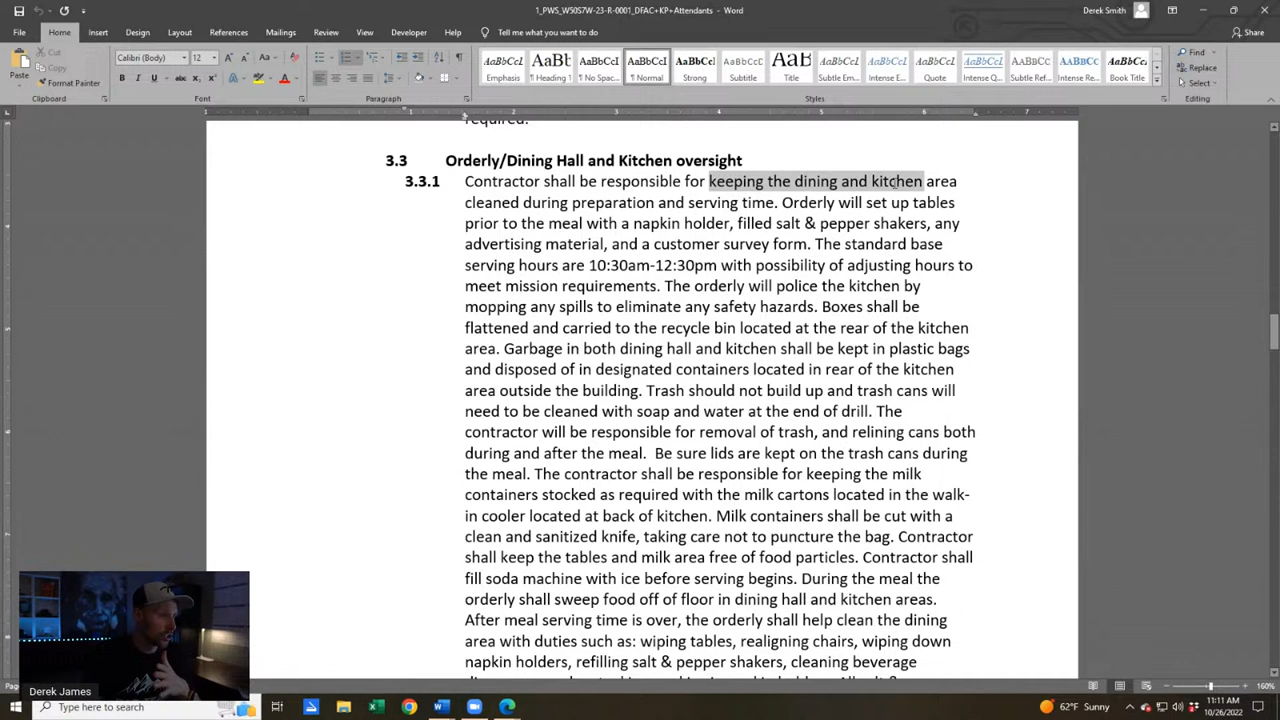 1_PWS_W50S7W-23-R-0001_DFAC+KP+Attendants - Word
Derek Smith
File Home Insert Draw Design Layout References Mailings Review View Developer Help Tell me what you want to do
Share
Paste
Cut
Copy
Format Painter
Clipboard
Calibri (Body) 12
Font
Paragraph
AaBbCcI AaBb( AaBbCcI AaBbCcI AaBbCcI AaBbCcI AaB AaBbCcI AaBbCcI AaBbCcI AaBbCcI AaBbCc AaBbCcI
Emphasis ¶ Heading 1 ¶ No Spac... ¶ Normal Strong Subtitle Title Subtle Em... Intense E... Quote Intense Q... Subtle Ref... Intense Re... Book Title
Styles
Find
Replace
Select
Editing
required.
3.3 Orderly/Dining Hall and Kitchen oversight
3.3.1 Contractor shall be responsible for keeping the dining and kitchen area
cleaned during preparation and serving time. Orderly will set up tables
prior to the meal with a napkin holder, filled salt & pepper shakers, any
advertising material, and a customer survey form. The standard base
serving hours are 10:30am-12:30pm with possibility of adjusting hours to
meet mission requirements. The orderly will police the kitchen by
mopping any spills to eliminate any safety hazards. Boxes shall be
flattened and carried to the recycle bin located at the rear of the kitchen
area. Garbage in both dining hall and kitchen shall be kept in plastic bags
and disposed of in designated containers located in rear of the kitchen
area outside the building. Trash should not build up and trash cans will
need to be cleaned with soap and water at the end of drill. The
contractor will be responsible for removal of trash, and relining cans both
during and after the meal.  Be sure lids are kept on the trash cans during
the meal. The contractor shall be responsible for keeping the milk
containers stocked as required with the milk cartons located in the walk-
in cooler located at back of kitchen. Milk containers shall be cut with a
clean and sanitized knife, taking care not to puncture the bag. Contractor
shall keep the tables and milk area free of food particles. Contractor shall
fill soda machine with ice before serving begins. During the meal the
orderly shall sweep food off of floor in dining hall and kitchen areas.
After meal serving time is over, the orderly shall help clean the dining
area with duties such as: wiping tables, realigning chairs, wiping down
napkin holders, refilling salt & pepper shakers, cleaning beverage
Derek James
160%
Type here to search
62°F Sunny
11:11 AM
10/26/2022